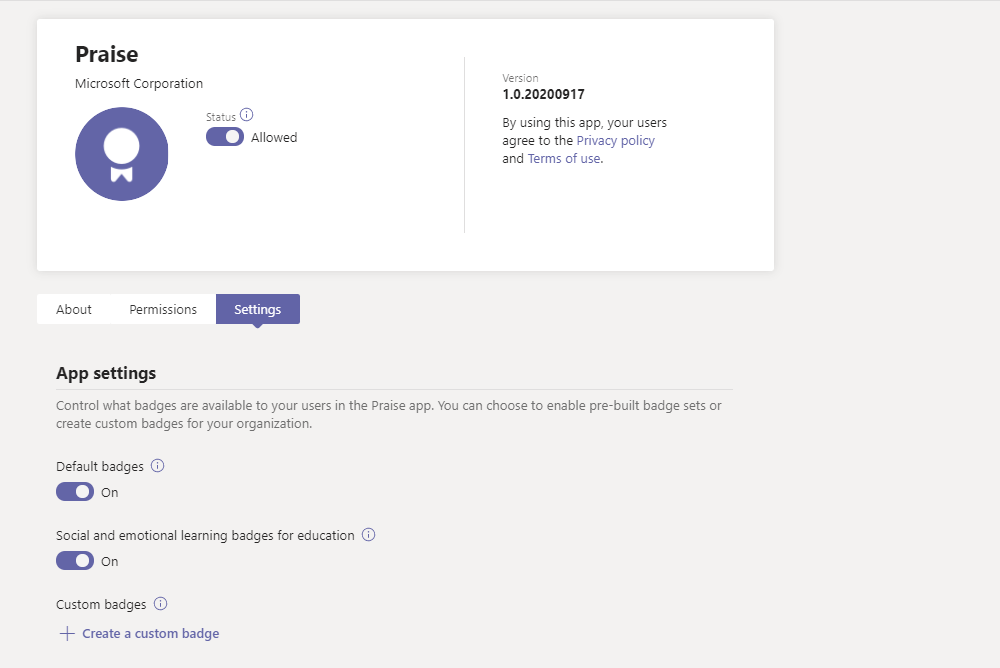 Praise
Microsoft Corporation
Status
Allowed
Version
1.0.20200917
By using this app, your users
agree to the Privacy policy
and Terms of use.
About
Permissions
Settings
App settings
Control what badges are available to your users in the Praise app. You can choose to enable pre-built badge sets or
create custom badges for your organization.
Default badges
On
Social and emotional learning badges for education
On
Custom badges
Create a custom badge